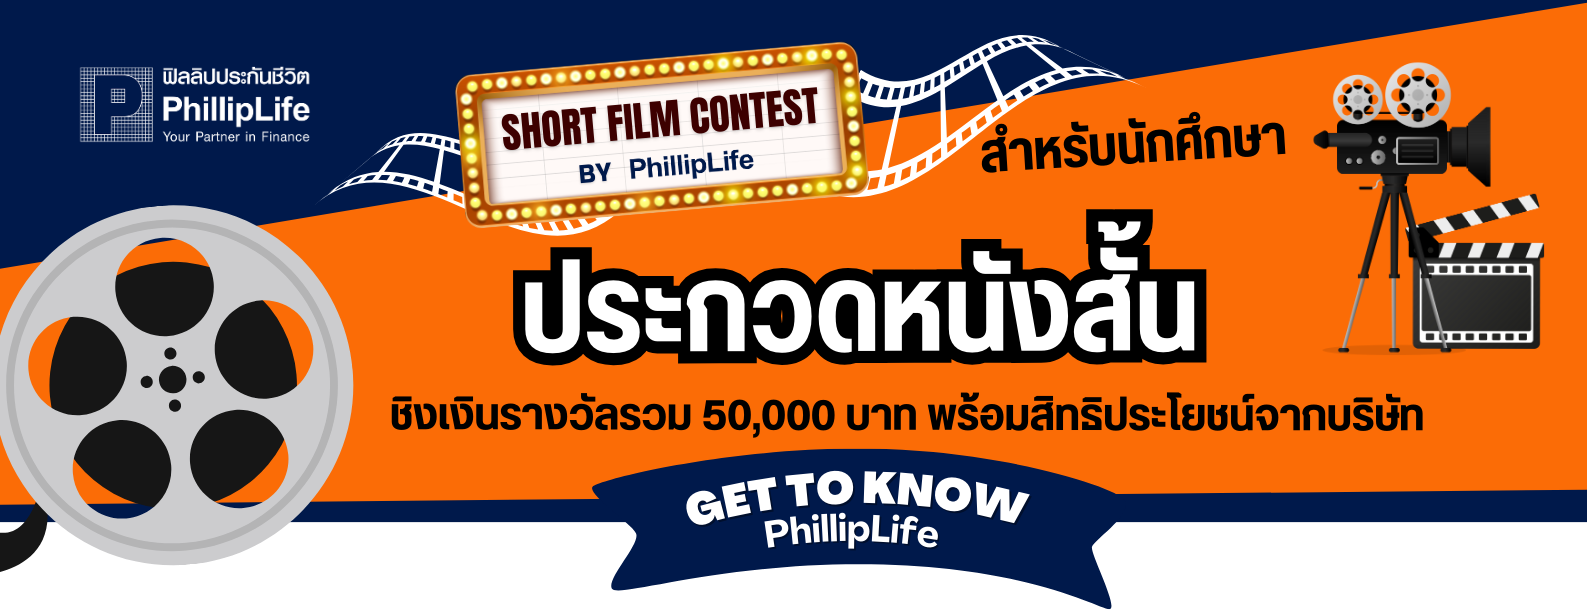 ฟิลลิปประกันชีวิต
PhillipLife
Your Partner in Finance
SHORT FILM CONTEST
BY PhillipLife
สำหรับนักศึกษา
ประกวดหนังสั้น
ชิงเงินรางวัลรวม 50,000 บาท พร้อมสิทธิประโยชน์จากบริษัท
GET TO KNOW
PhillipLife